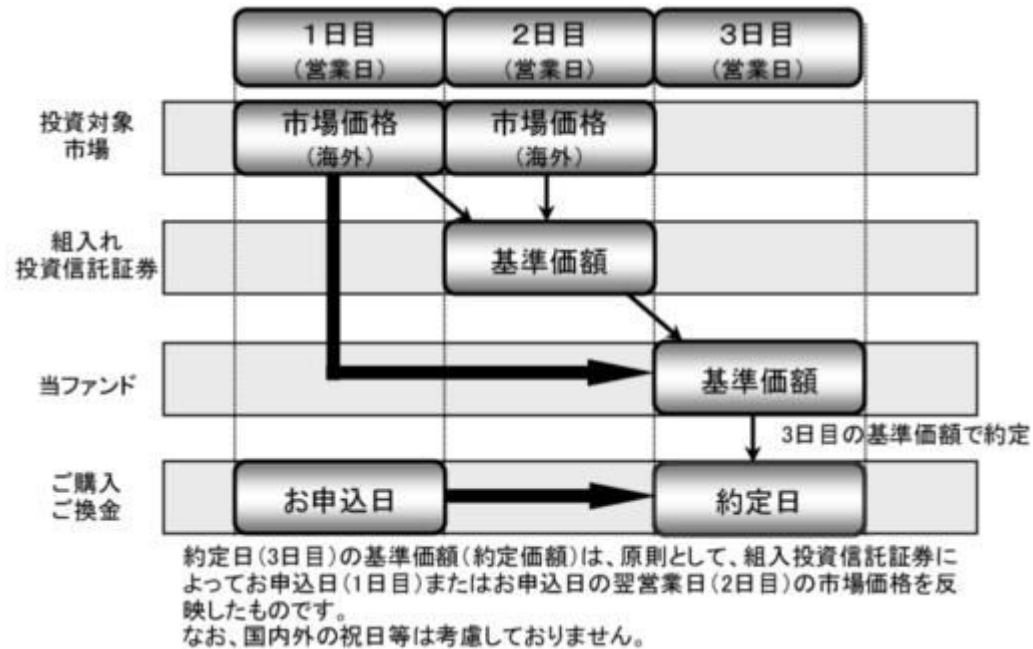 1日目
(営業日)
2日目
(営業日)
3日目
(営業日)
投資対象
市場
市場価格
(海外)
市場価格
(海外)
組入れ
投資信託証券
基準価額
当ファンド
基準価額
3日目の基準価額で約定
ご購入
ご換金
お申込日
約定日
約定日(3日目)の基準価額(約定価額)は、原則として、組入投資信託証券に
よってお申込日(1日目)またはお申込日の翌営業日(2日目)の市場価格を反
映したものです。
なお、国内外の祝日等は考慮しておりません。